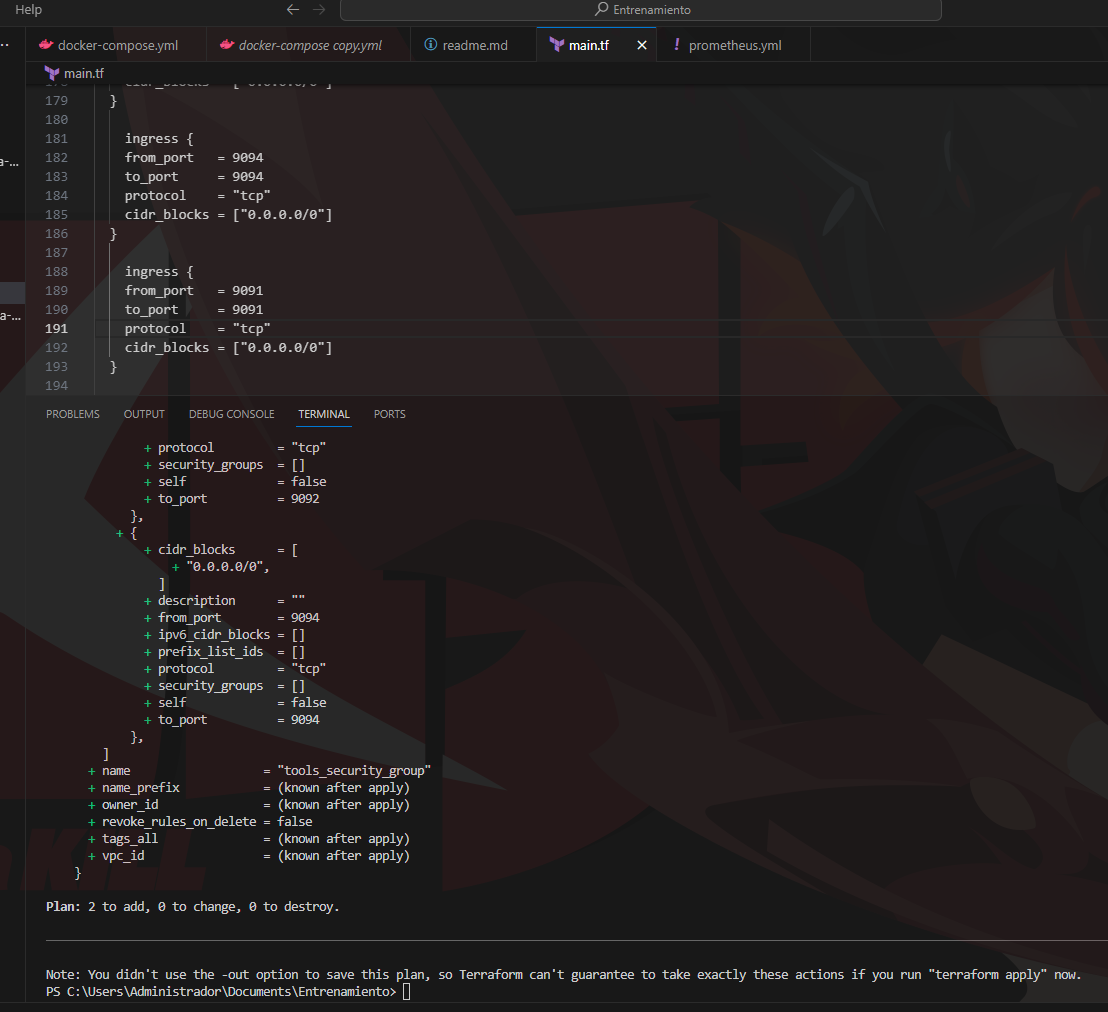 Help
Entrenamiento
docker-compose.yml docker-compose copy.yml readme.md main.tf prometheus.yml
main.tf
cidr_blocks = ["0.0.0.0/0"]
179 }
180
181 ingress {
182 from_port = 9094
183 to_port = 9094
184 protocol = "tcp"
185 cidr_blocks = ["0.0.0.0/0"]
186 }
187
188 ingress {
189 from_port = 9091
190 to_port = 9091
191 protocol = "tcp"
192 cidr_blocks = ["0.0.0.0/0"]
193 }
194
a-...
a-...
PROBLEMS OUTPUT DEBUG CONSOLE TERMINAL PORTS
+ protocol = "tcp"
+ security_groups = []
+ self = false
+ to_port = 9092
},
+ {
+ cidr_blocks = [
+ "0.0.0.0/0",
]
+ description = ""
+ from_port = 9094
+ ipv6_cidr_blocks = []
+ prefix_list_ids = []
+ protocol = "tcp"
+ security_groups = []
+ self = false
+ to_port = 9094
},
]
+ name = "tools_security_group"
+ name_prefix = (known after apply)
+ owner_id = (known after apply)
+ revoke_rules_on_delete = false
+ tags_all = (known after apply)
+ vpc_id = (known after apply)
}
Plan: 2 to add, 0 to change, 0 to destroy.
Note: You didn't use the -out option to save this plan, so Terraform can't guarantee to take exactly these actions if you run "terraform apply" now.
PS C:\Users\Administrador\Documents\Entrenamiento>
KILL